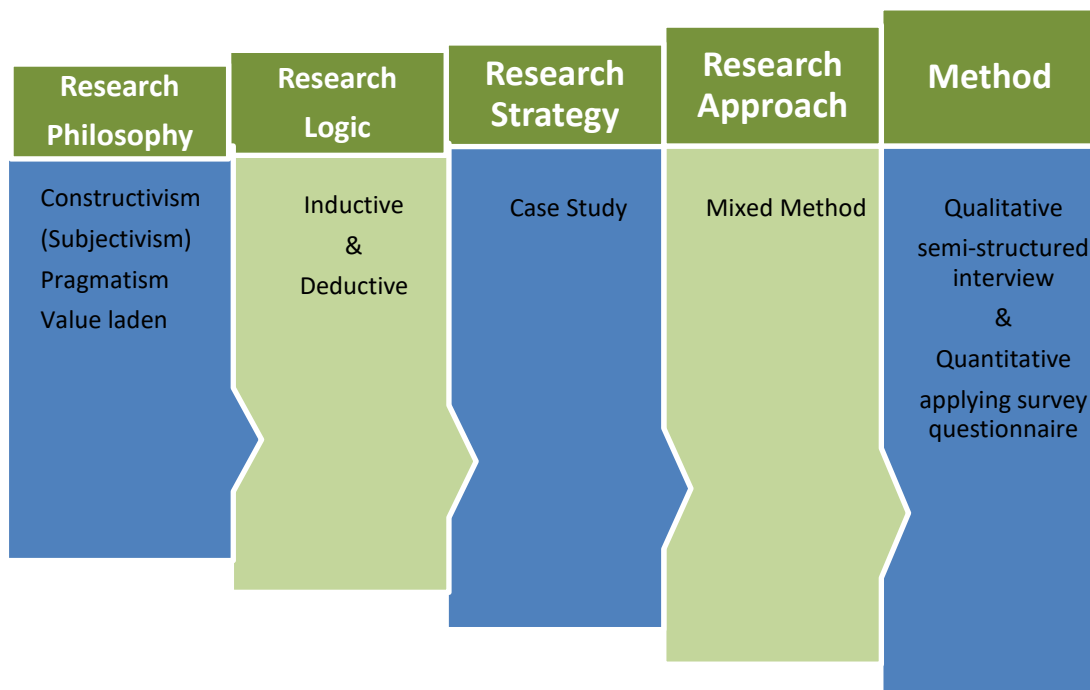 Research
Philosophy
Constructivism
(Subjectivism)
Pragmatism
Value laden
Research
Logic
Inductive
&
Deductive
Research
Strategy
Case Study
Research
Approach
Mixed Method
Method
Qualitative
semi-structured
interview
&
Quantitative
applying survey
questionnaire